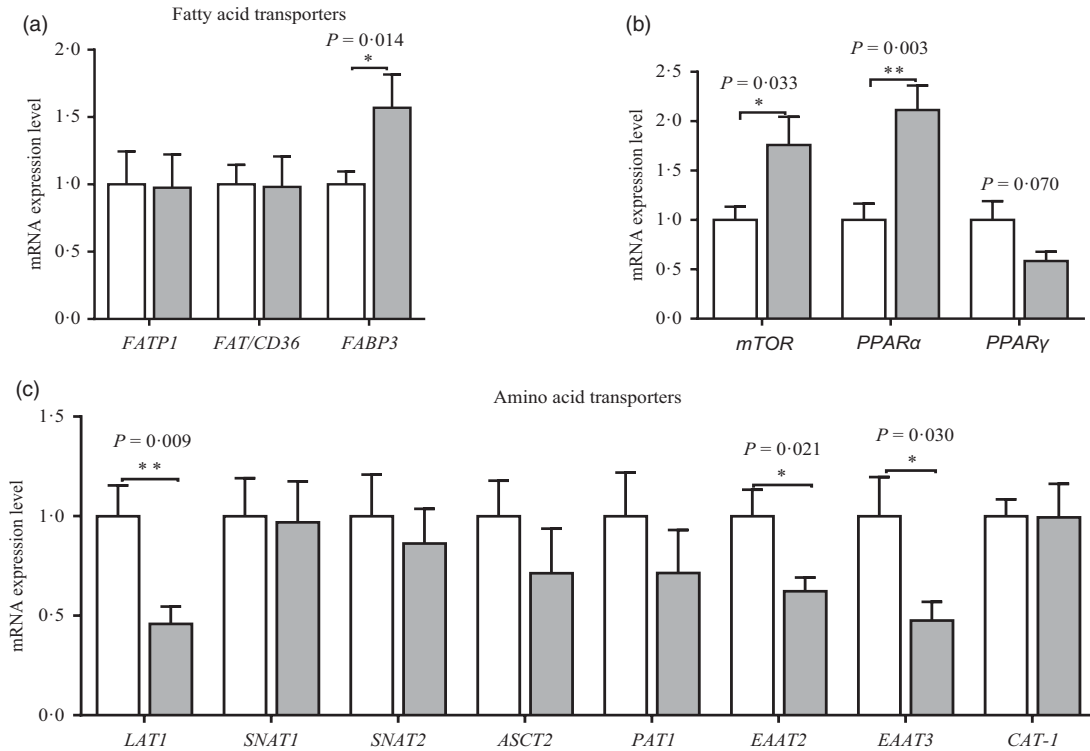 (a)
Fatty acid transporters
P = 0·014
*
2·0
1·5
1·0
0·5
0·0
mRNA expression level
FATP1 FAT/CD36 FABP3
(b)
P = 0·003
**
P = 0·033
*
P = 0·070
2·5
2·0
1·5
1·0
0·5
0·0
mRNA expression level
mTOR PPARα PPARγ
(c)
Amino acid transporters
P = 0·009
**
P = 0·021
*
P = 0·030
*
1·5
1·0
0·5
0·0
mRNA expression level
LAT1 SNAT1 SNAT2 ASCT2 PAT1 EAAT2 EAAT3 CAT-1